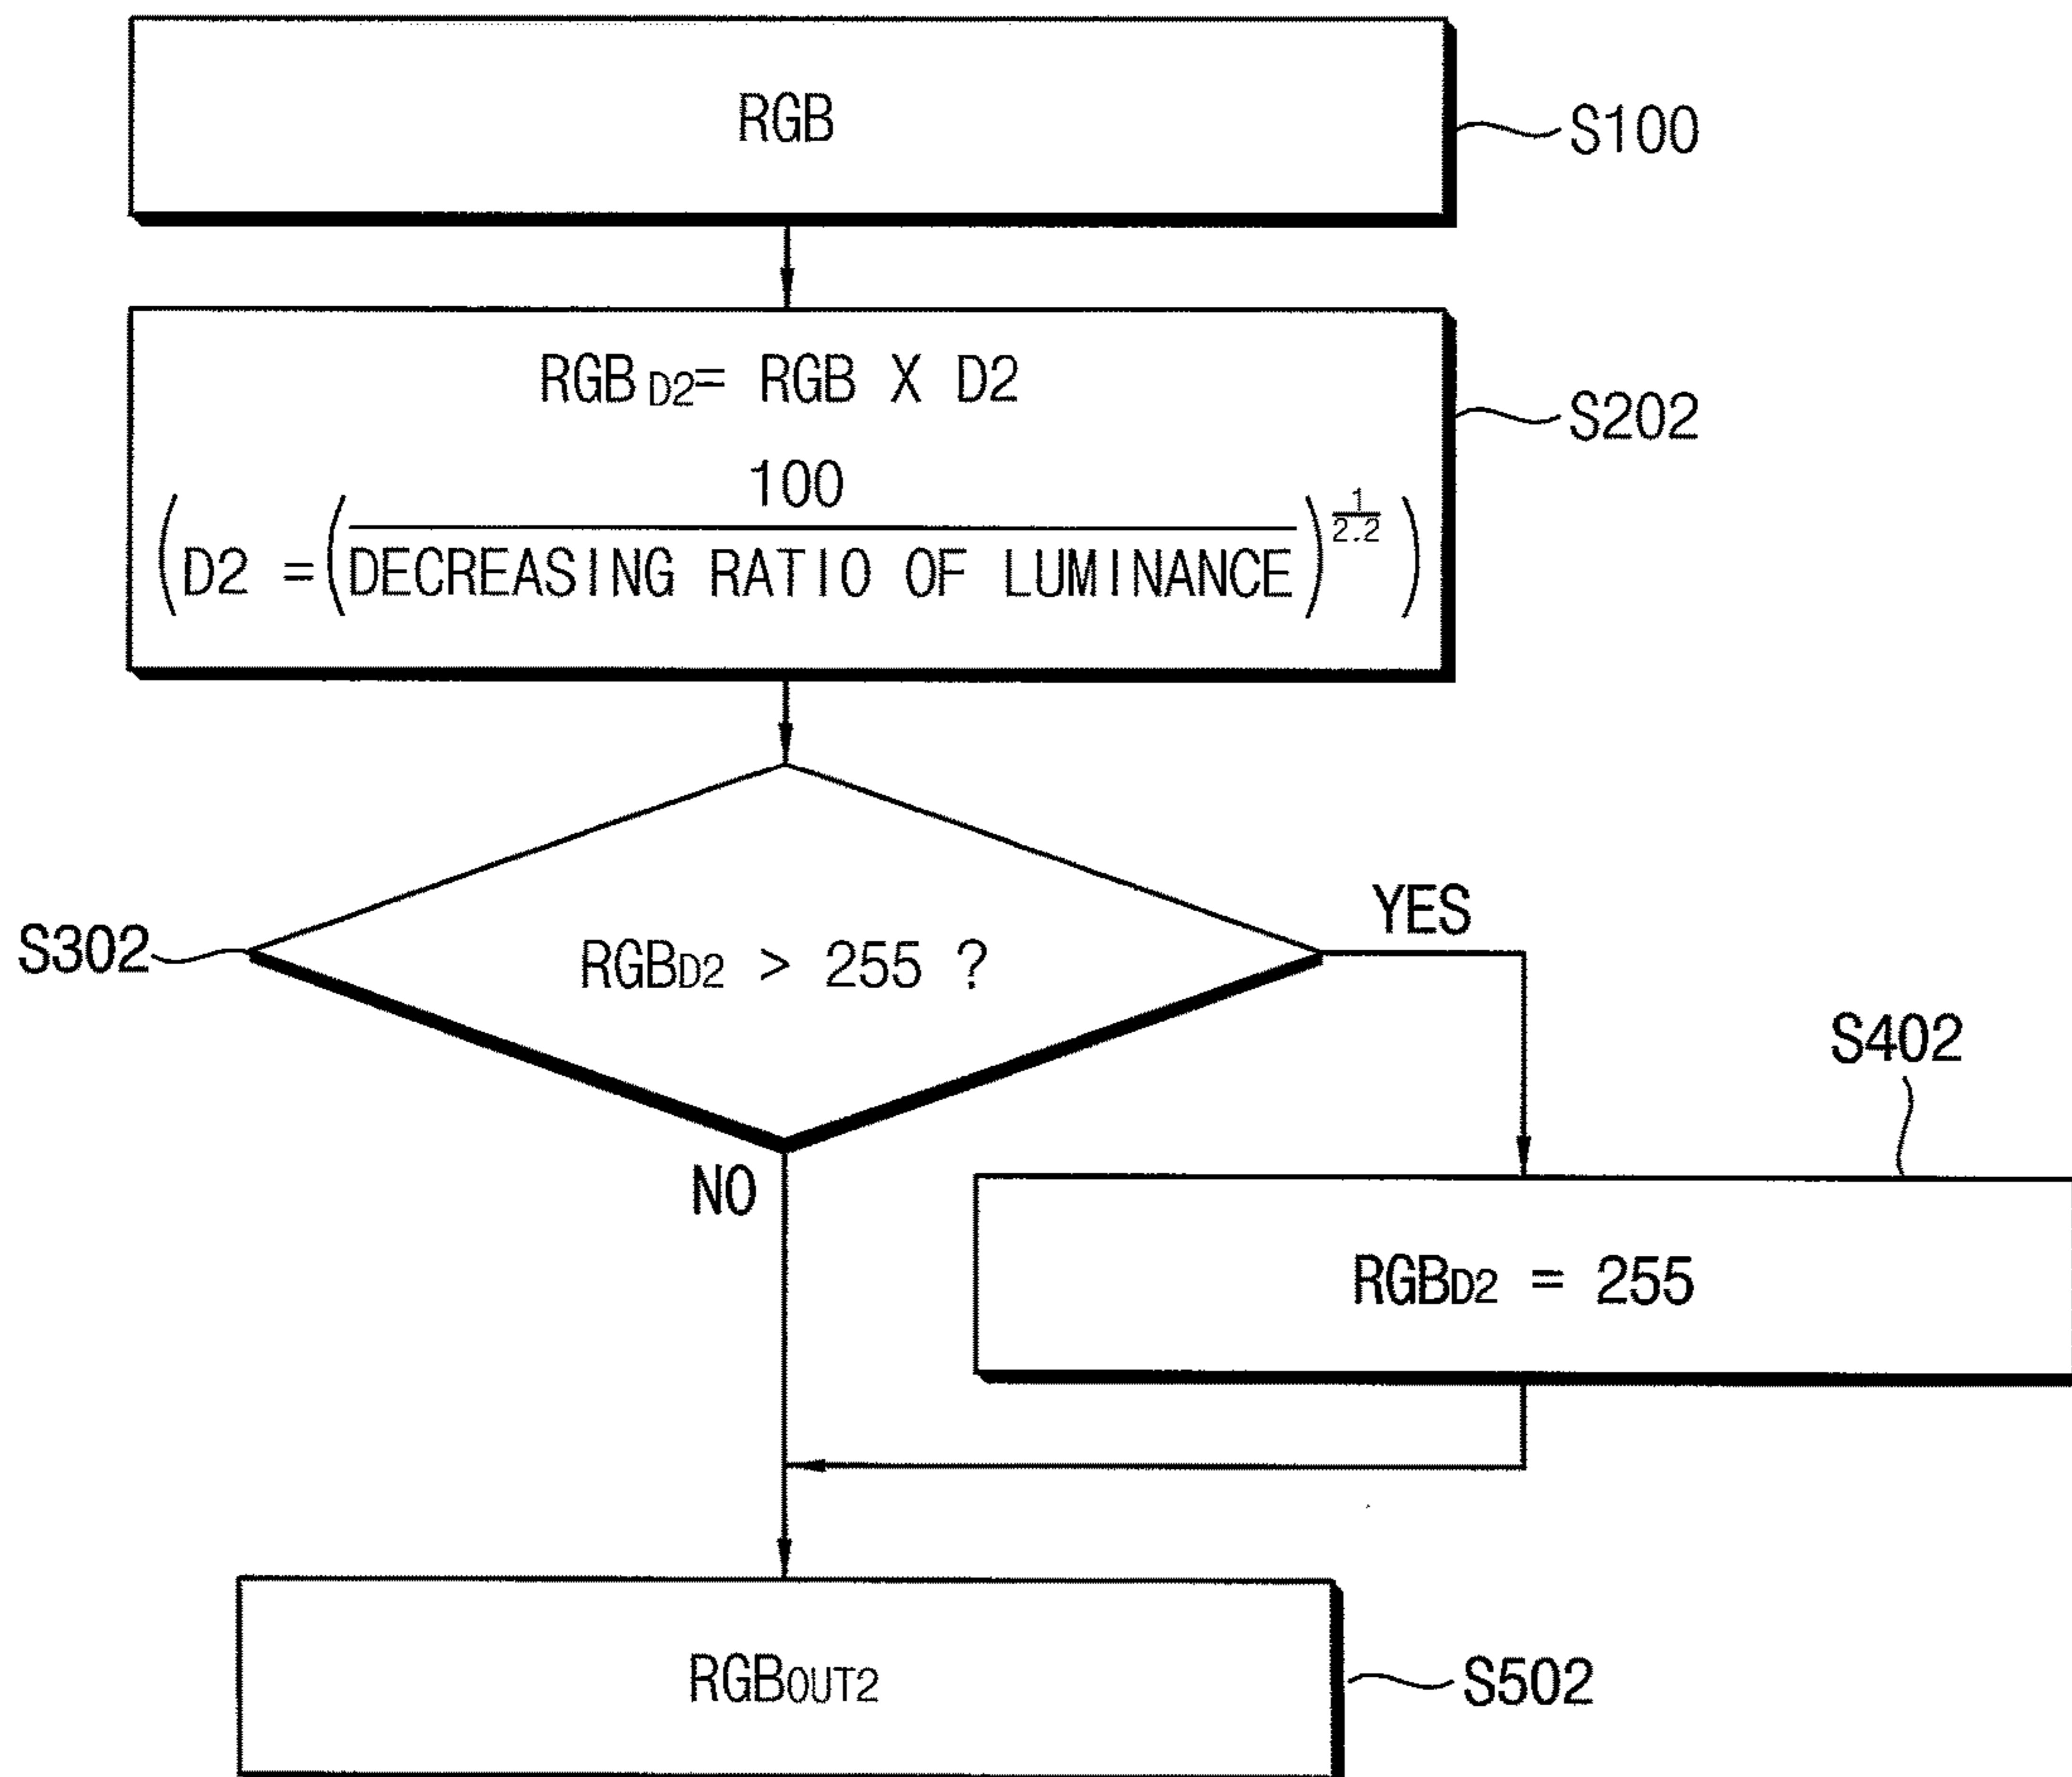 RGB
S100
RGB D2= RGB X D2
S202
(D2 =(100/DECREASING RATIO OF LUMINANCE)^1/2.2)
YES
S302
RGBD2 > 255 ?
S402
NO
RGBD2 = 255
RGBOUT2
S502